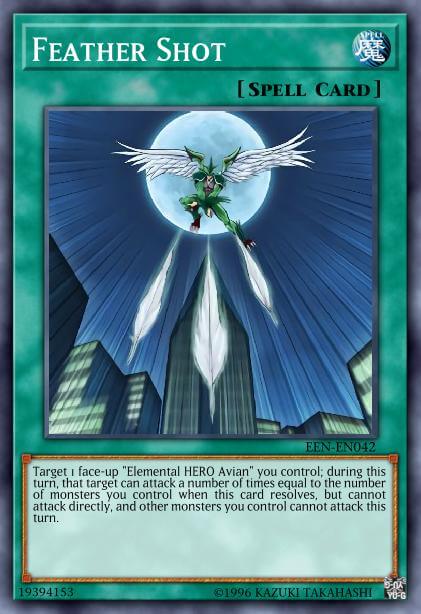 Feather Shot
SPELL
魔
[Spell Card]
EEN-EN042
Target 1 face-up "Elemental HERO Avian" you control; during this
turn, that target can attack a number of times equal to the number
of monsters you control when this card resolves, but cannot
attack directly, and other monsters you control cannot attack this
turn.
19394153
©1996 KAZUKI TAKAHASHI